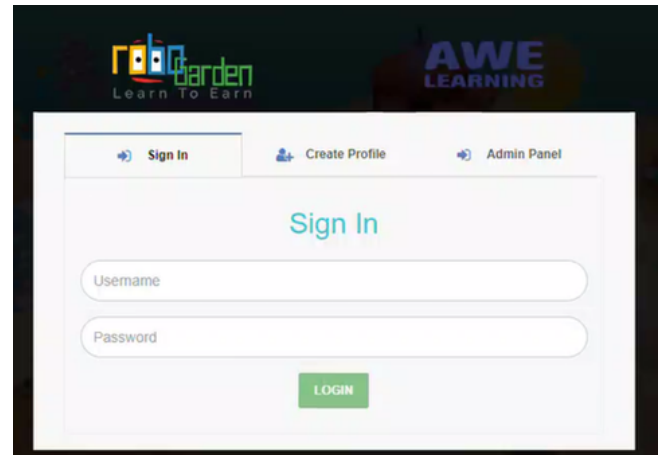 roboGarden
Learn To Earn
AWE
LEARNING
Sign In
Create Profile
Admin Panel
Sign In
Username
Password
LOGIN